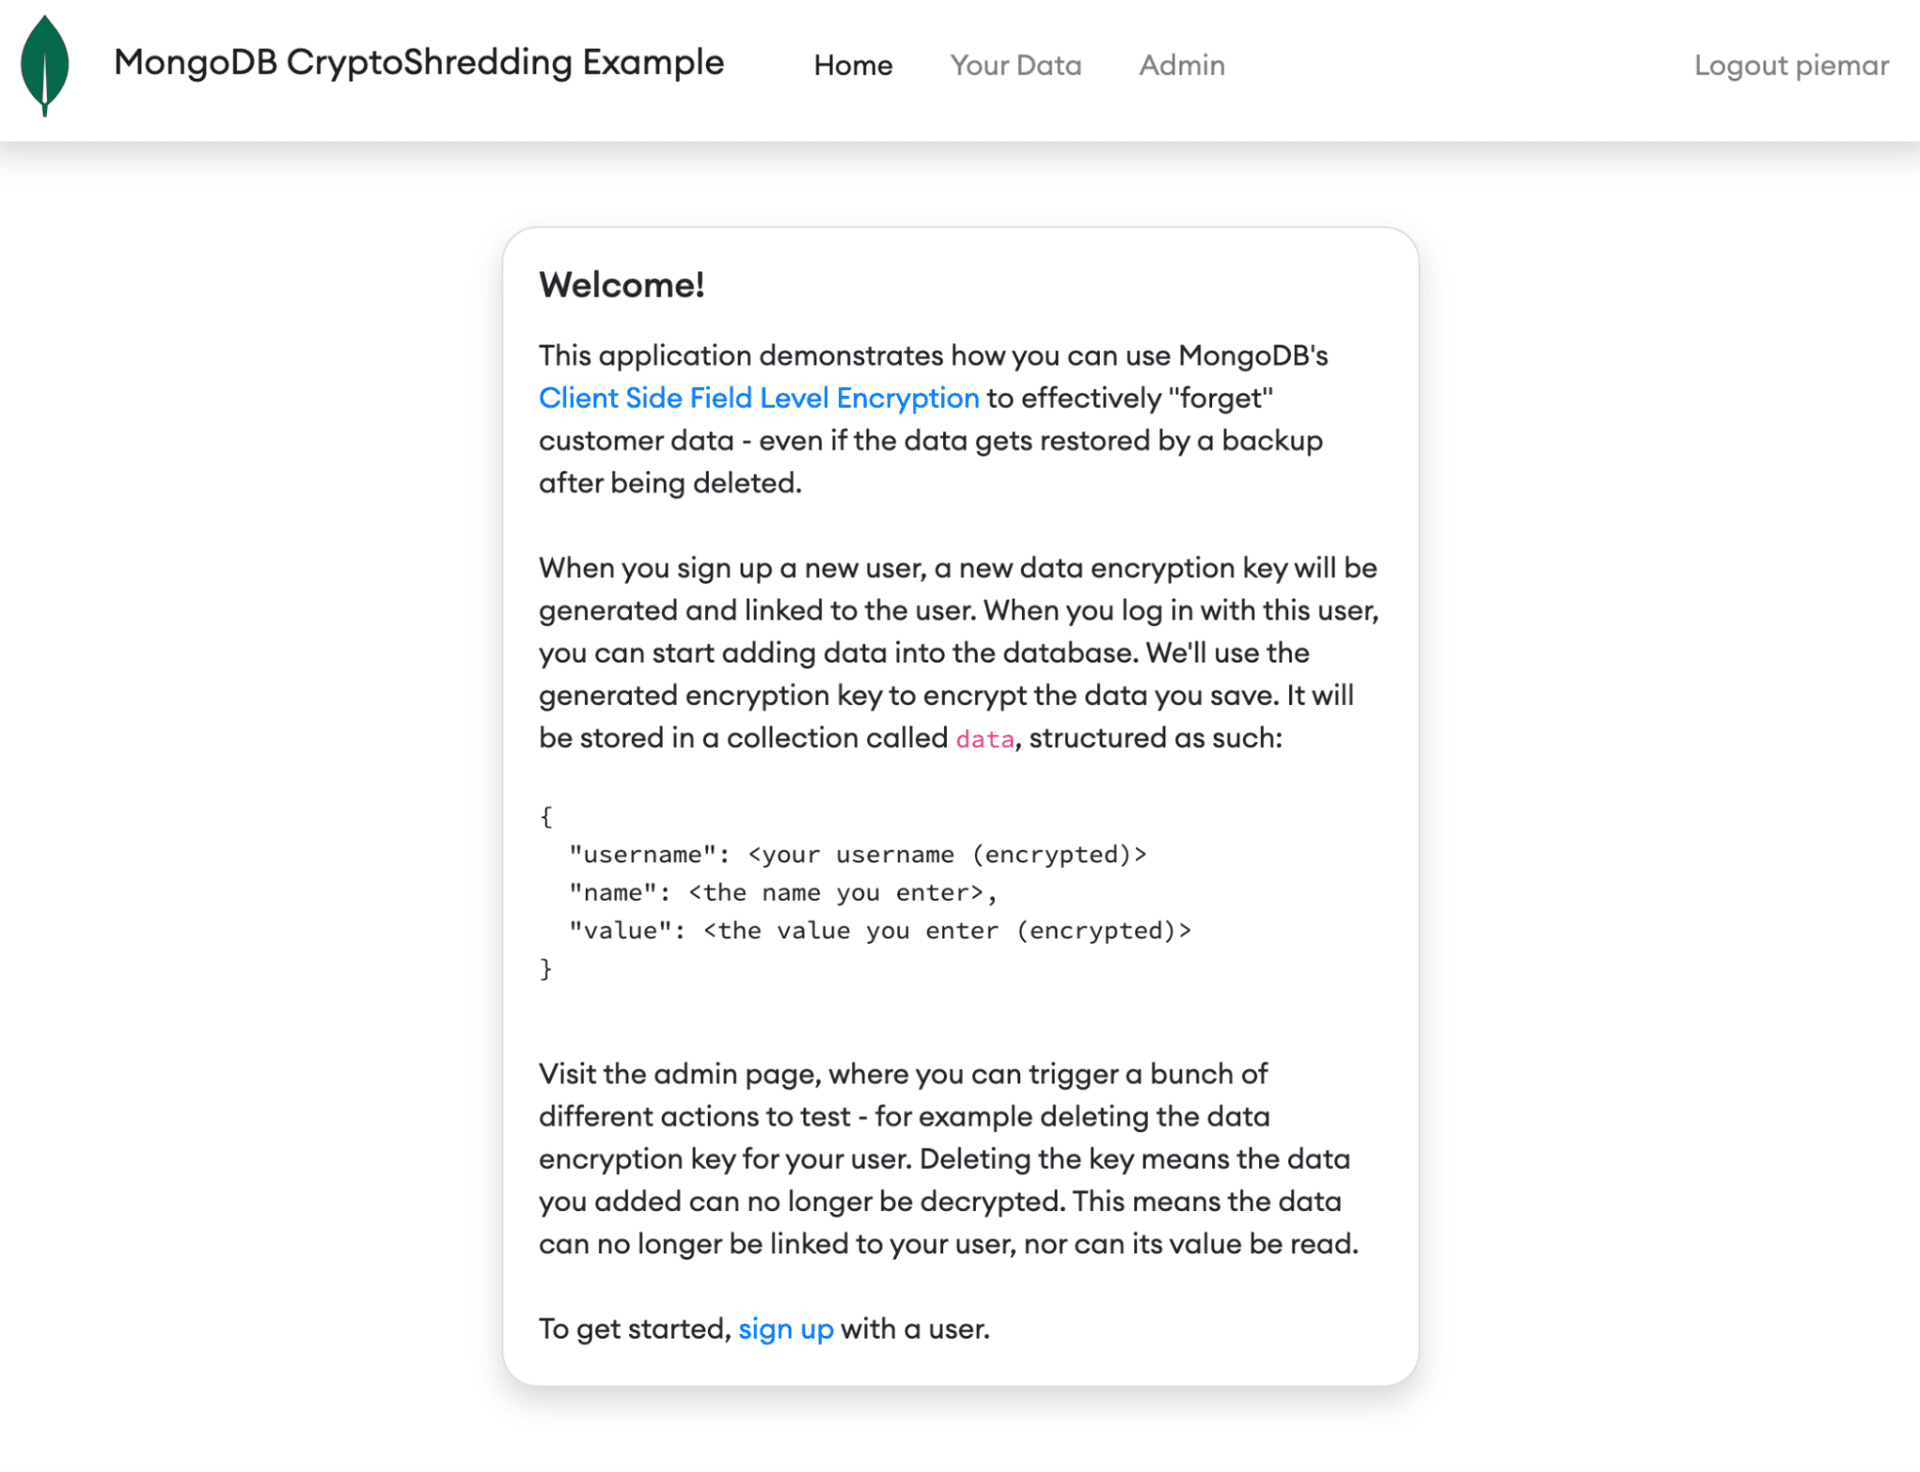 MongoDB CryptoShredding Example Home Your Data Admin Logout piemar
Welcome!
This application demonstrates how you can use MongoDB's
Client Side Field Level Encryption to effectively "forget"
customer data - even if the data gets restored by a backup
after being deleted.
When you sign up a new user, a new data encryption key will be
generated and linked to the user. When you log in with this user,
you can start adding data into the database. We'll use the
generated encryption key to encrypt the data you save. It will
be stored in a collection called data, structured as such:
{
"username": <your username (encrypted)>
"name": <the name you enter>,
"value": <the value you enter (encrypted)>
}
Visit the admin page, where you can trigger a bunch of
different actions to test - for example deleting the data
encryption key for your user. Deleting the key means the data
you added can no longer be decrypted. This means the data
can no longer be linked to your user, nor can its value be read.
To get started, sign up with a user.